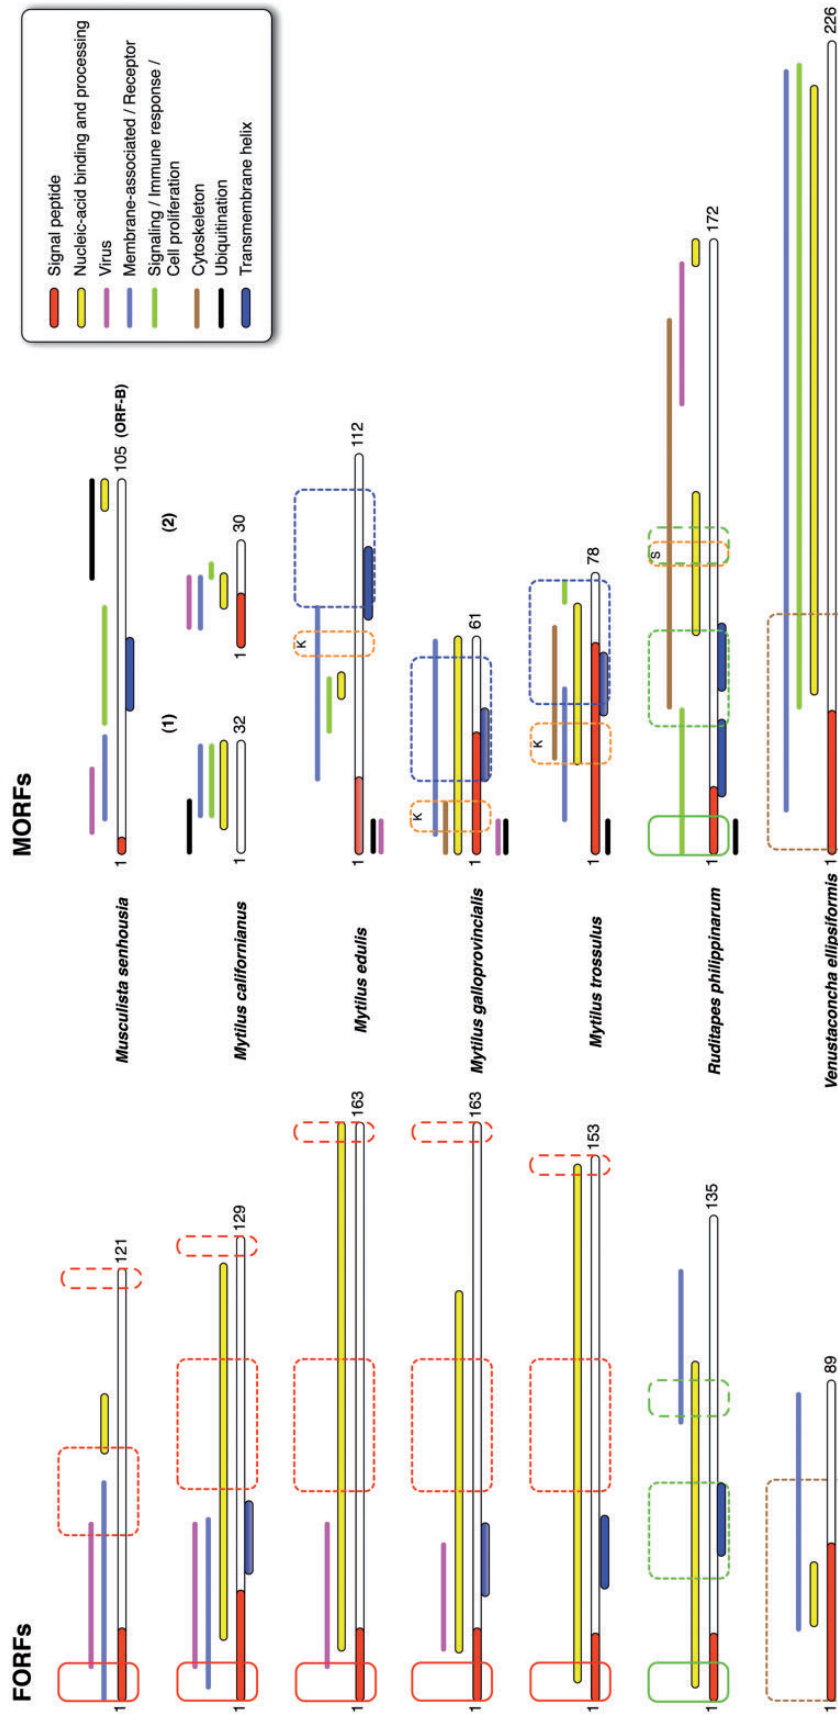 FORFs
MORFs
Signal peptide
Nucleic-acid binding and processing
Virus
Membrane-associated / Receptor
Signaling / Immune response /
Cell proliferation
Cytoskeleton
Ubiquitination
Transmembrane helix
1 121
Musculista senhousia
1 105 (ORF-B)
1 129
Mytilus californianus
(1)
1 32
(2)
1 30
1 163
Mytilus edulis
K
1 112
1 163
Mytilus galloprovincialis
K
1 61
1 153
Mytilus trossulus
K
1 78
1 135
Ruditapes philippinarum
S
1 172
1 89
Venustaconcha ellipsiformis
1 226